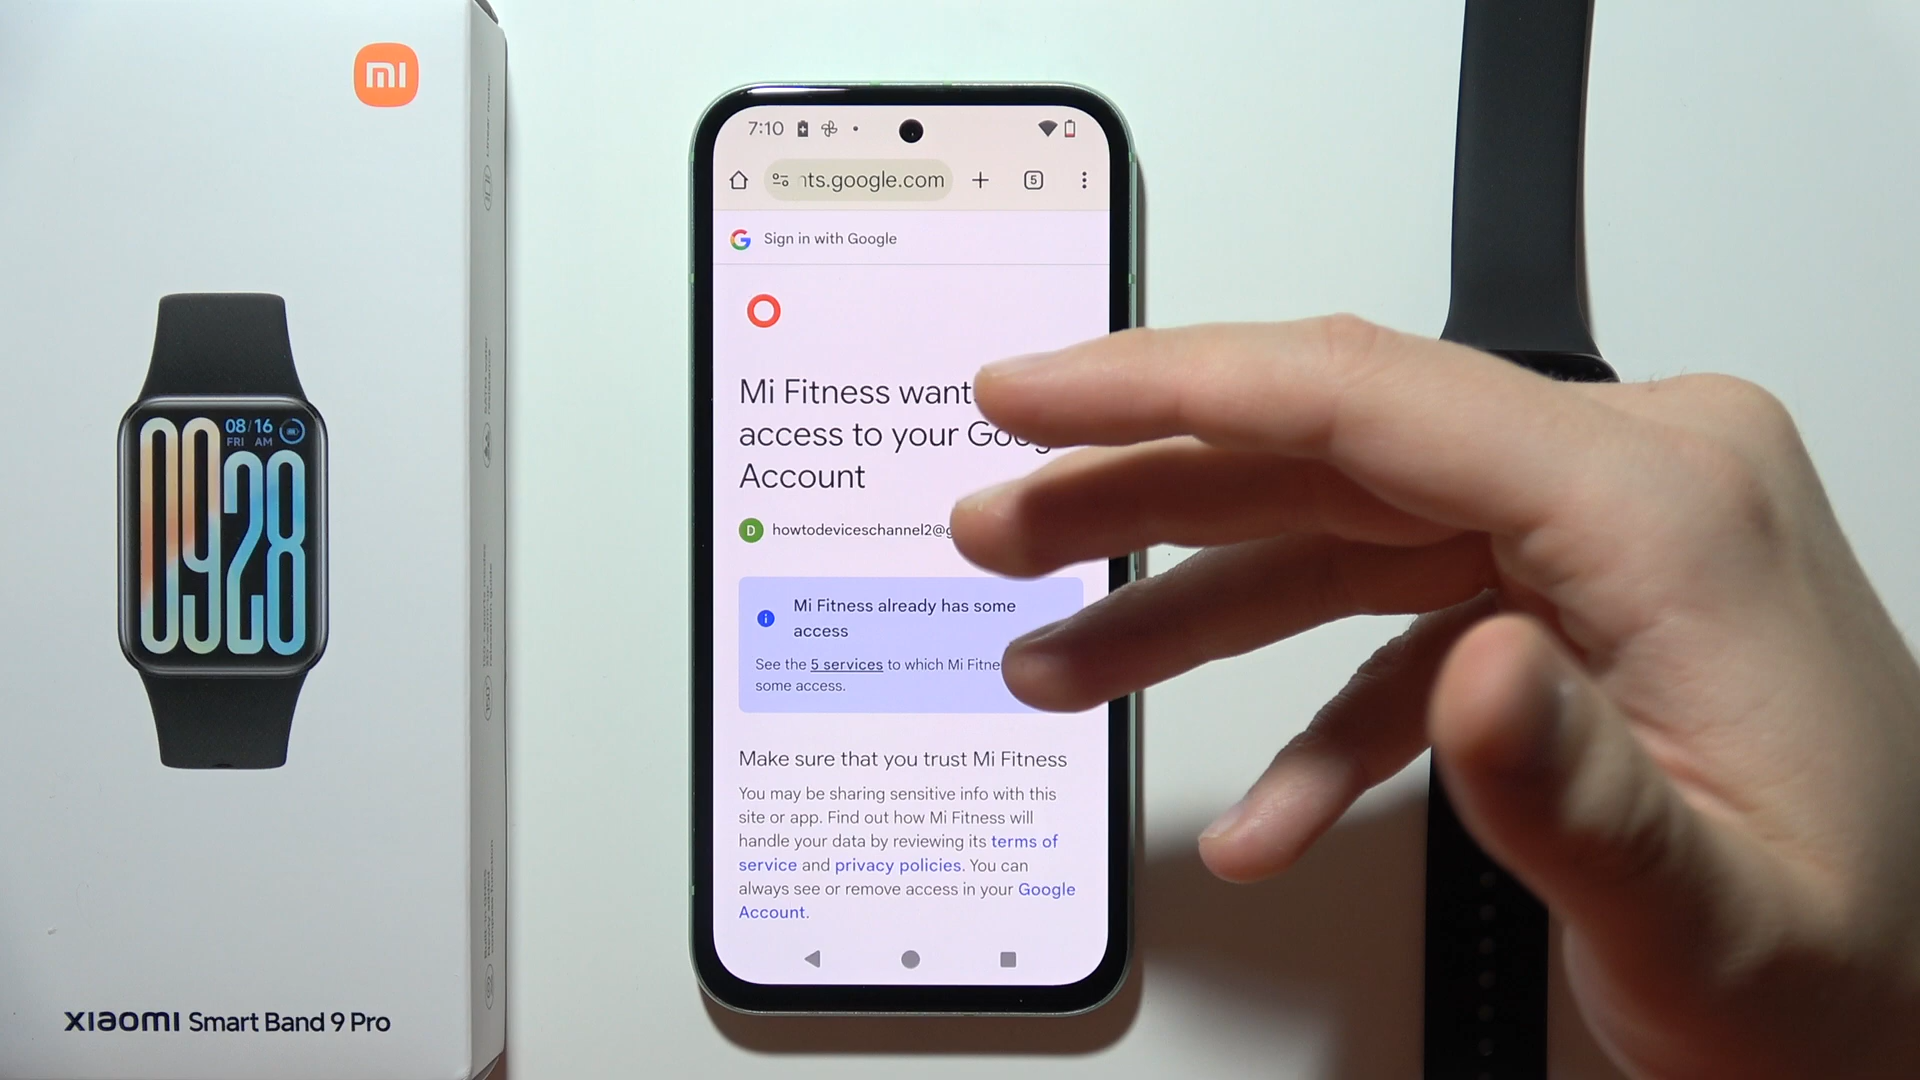 mi
08/16
FRI AM
09
28
xiaomi Smart Band 9 Pro
7:10
nts.google.com
5
G Sign in with Google
Mi Fitness want
access to your Goog
Account
D howtodeviceschannel2@g
Mi Fitness already has some
access
See the 5 services to which Mi Fitne
some access.
Make sure that you trust Mi Fitness
You may be sharing sensitive info with this
site or app. Find out how Mi Fitness will
handle your data by reviewing its terms of
service and privacy policies. You can
always see or remove access in your Google
Account.